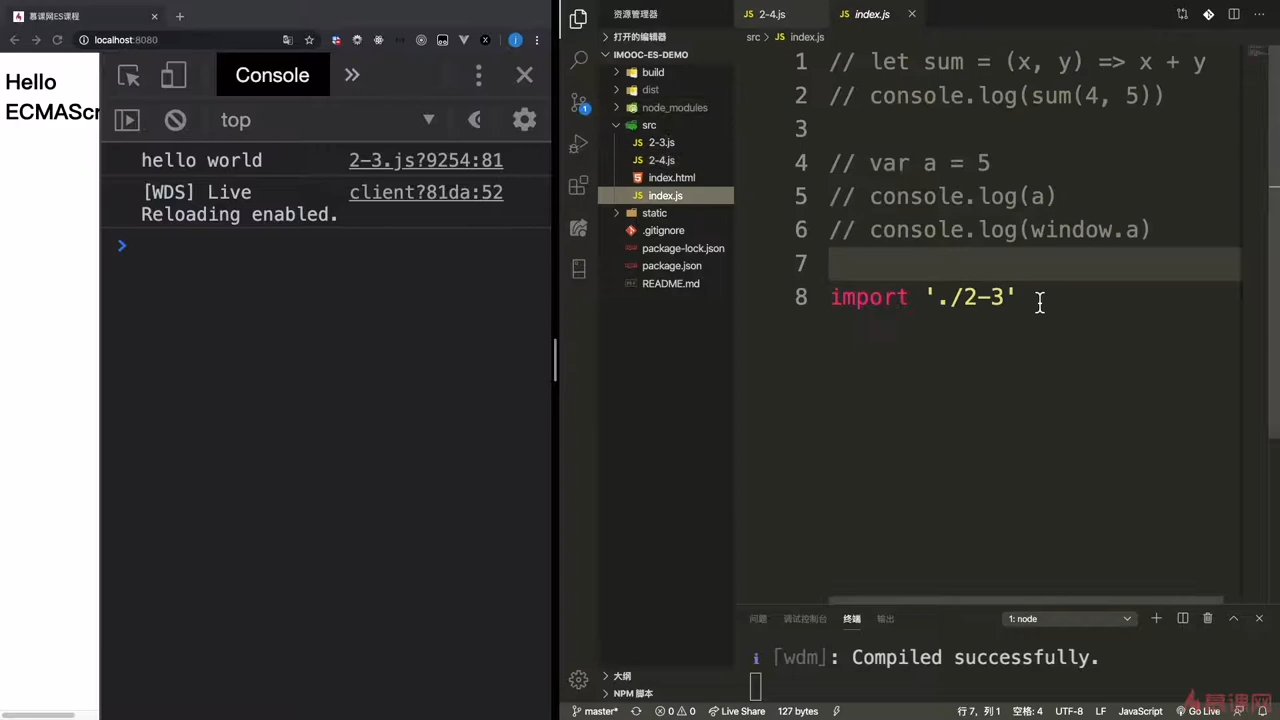 慕课网ES课程
localhost:8080
Hello
ECMAScr
Console
top
hello world 2-3.js?9254:81
[WDS] Live client?81da:52
Reloading enabled.
资源管理器
打开的编辑器
IMOOC-ES-DEMO
build
dist
node_modules
src
2-3.js
2-4.js
index.html
index.js
static
.gitignore
package-lock.json
package.json
README.md
大纲
NPM 脚本
2-4.js
index.js
src > index.js
1 // let sum = (x, y) => x + y
2 // console.log(sum(4, 5))
3
4 // var a = 5
5 // console.log(a)
6 // console.log(window.a)
7
8 import './2-3'
问题 调试控制台 终端 输出 1: node
i ｢wdm｣: Compiled successfully.
慕课网
master* 0 0 Live Share 127 bytes 行 7, 列 1 空格: 4 UTF-8 LF JavaScript Go Live